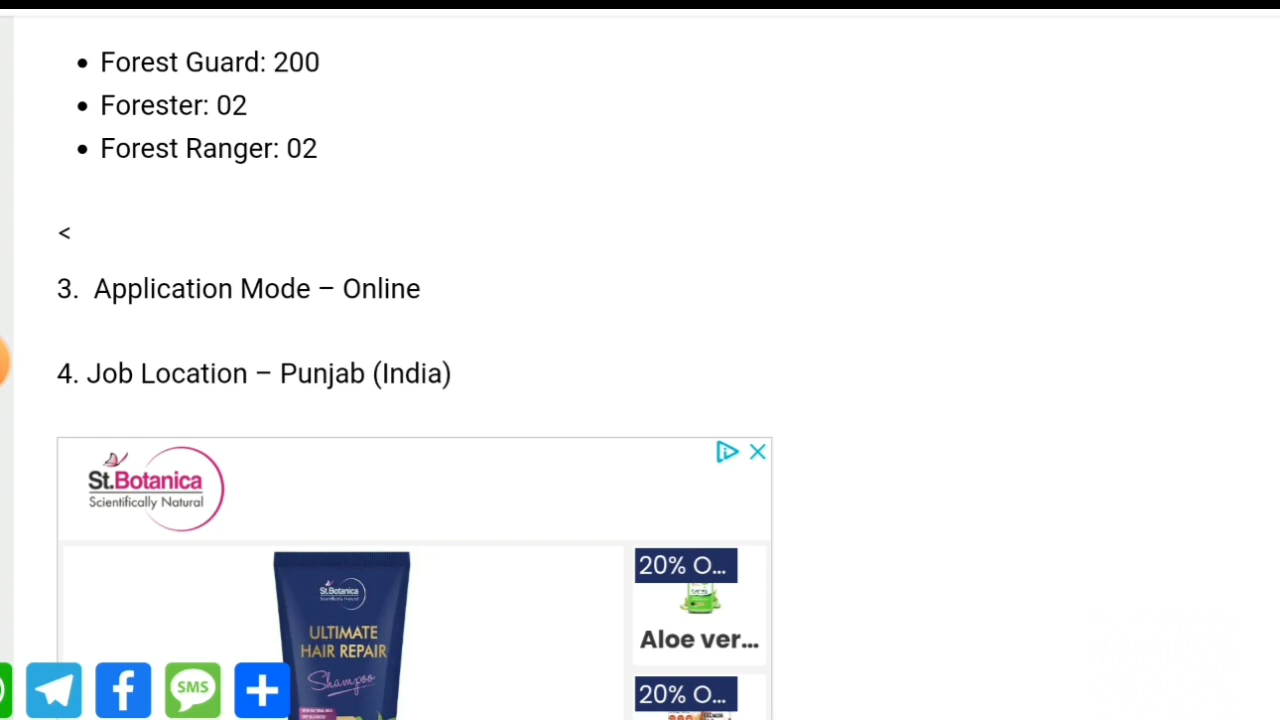 • Forest Guard: 200
• Forester: 02
• Forest Ranger: 02
<
3. Application Mode – Online
4. Job Location – Punjab (India)
St.Botanica
Scientifically Natural
20% O...
St.Botanica
Aloe ver...
ULTIMATE
HAIR REPAIR
Shampoo
SMS
20% O...